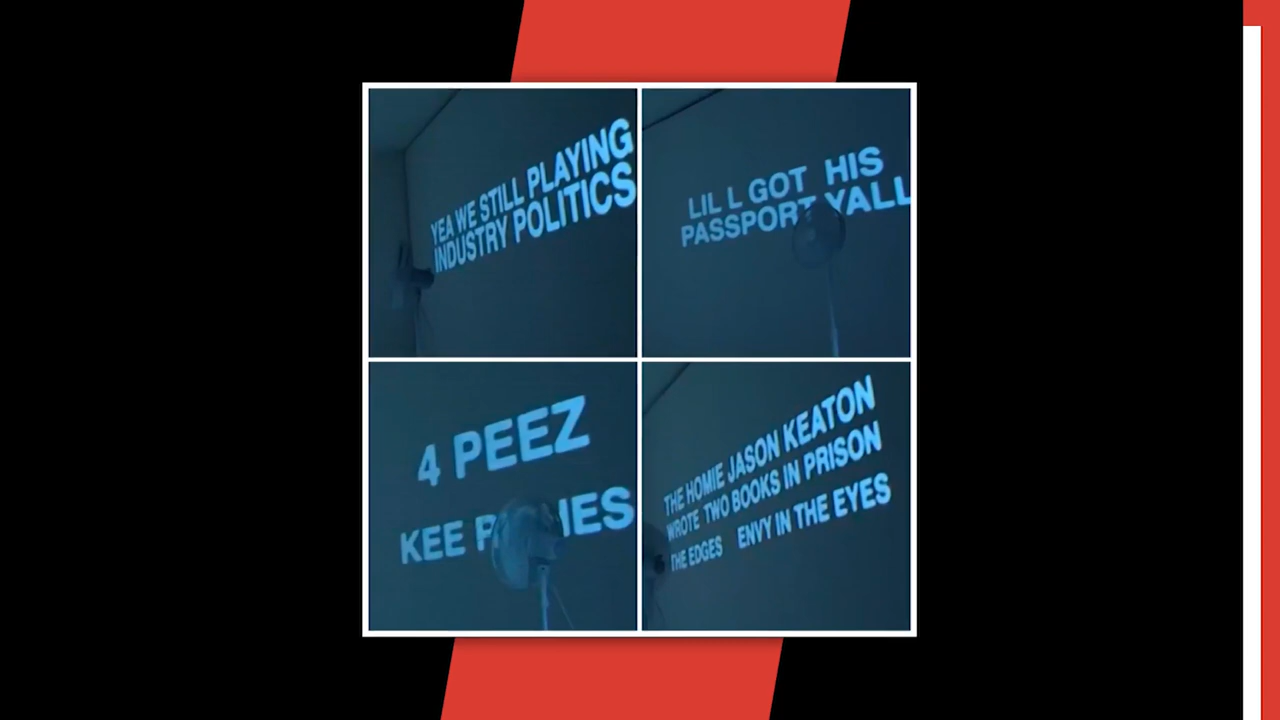 YEA WE STILL PLAYING
INDUSTRY POLITICS
LIL L GOT HIS
PASSPORT YALL
4 PEEZ
KEE
THE HOMIE JASON KEATON
WROTE TWO BOOKS IN PRISON
THE EDGES ENVY IN THE EYES